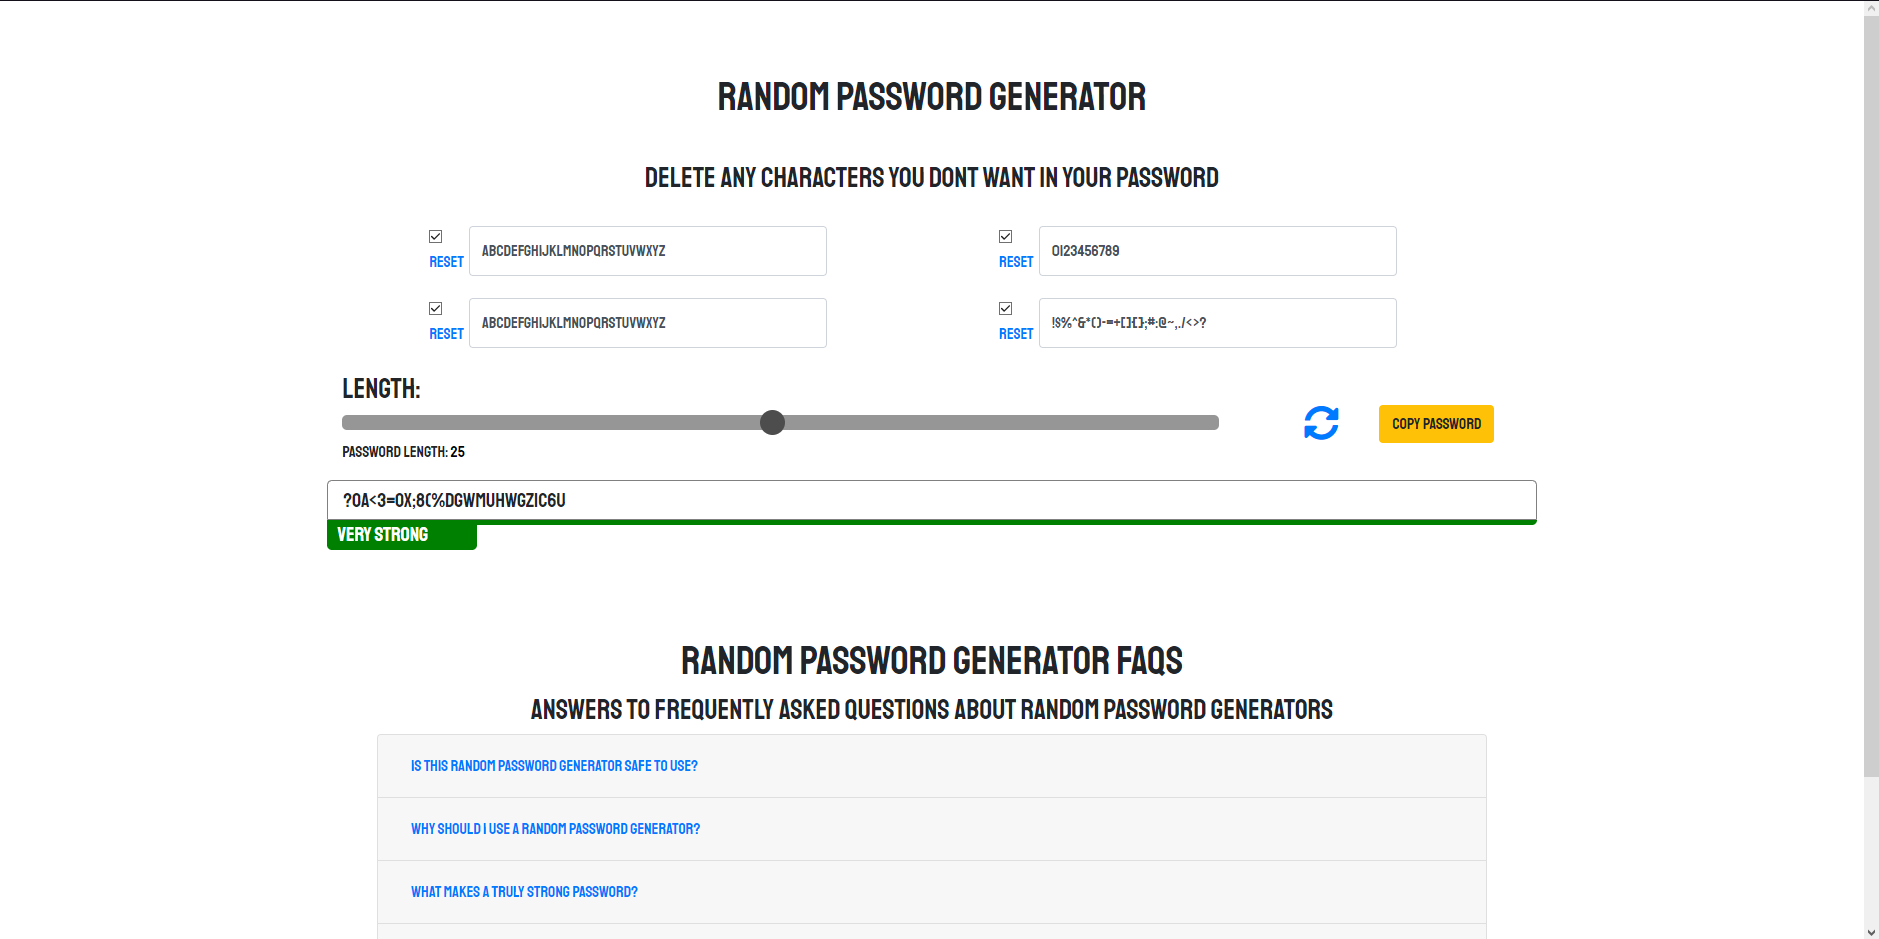 RANDOM PASSWORD GENERATOR
DELETE ANY CHARACTERS YOU DONT WANT IN YOUR PASSWORD
RESET
ABCDEFGHIJKLMNOPQRSTUVWXYZ
RESET
0123456789
RESET
ABCDEFGHIJKLMNOPQRSTUVWXYZ
RESET
!$%^&*()-=+[]{};#:@~,./<>?
LENGTH:
COPY PASSWORD
PASSWORD LENGTH: 25
?OA<3=OX;8(%DGWMUHWGZIC6U
VERY STRONG
RANDOM PASSWORD GENERATOR FAQS
ANSWERS TO FREQUENTLY ASKED QUESTIONS ABOUT RANDOM PASSWORD GENERATORS
IS THIS RANDOM PASSWORD GENERATOR SAFE TO USE?
WHY SHOULD I USE A RANDOM PASSWORD GENERATOR?
WHAT MAKES A TRULY STRONG PASSWORD?